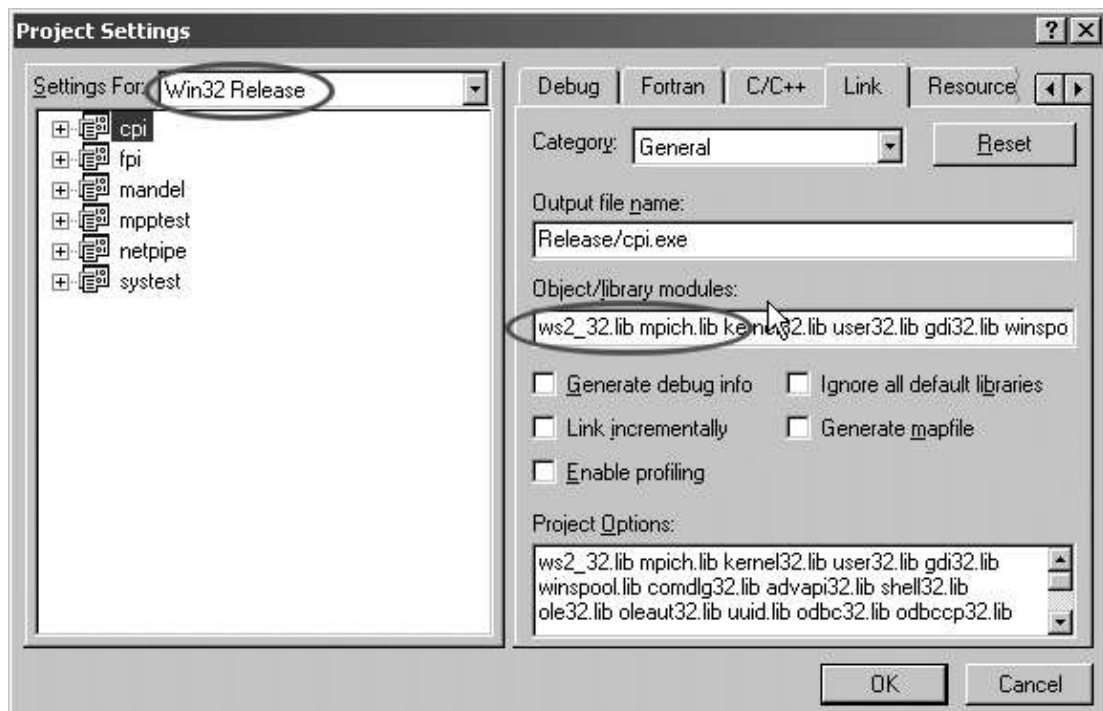 Project Settings
Settings For: Win32 Release
cpi
fpi
mandel
mpptest
netpipe
systest
Debug Fortran C/C++ Link Resource
Category: General Reset
Output file name:
Release/cpi.exe
Object/library modules:
ws2_32.lib mpich.lib kernel32.lib user32.lib gdi32.lib winspo
Generate debug info Ignore all default libraries
Link incrementally Generate mapfile
Enable profiling
Project Options:
ws2_32.lib mpich.lib kernel32.lib user32.lib gdi32.lib
winspool.lib comdlg32.lib advapi32.lib shell32.lib
ole32.lib oleaut32.lib uuid.lib odbc32.lib odbccp32.lib
OK Cancel